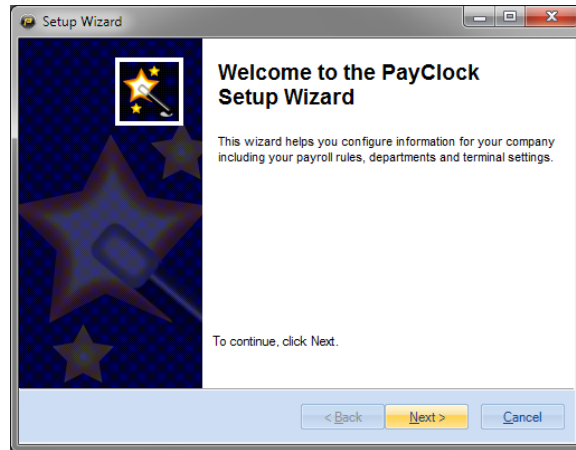 Setup Wizard
Welcome to the PayClock
Setup Wizard
This wizard helps you configure information for your company
including your payroll rules, departments and terminal settings.
To continue, click Next.
< Back Next > Cancel